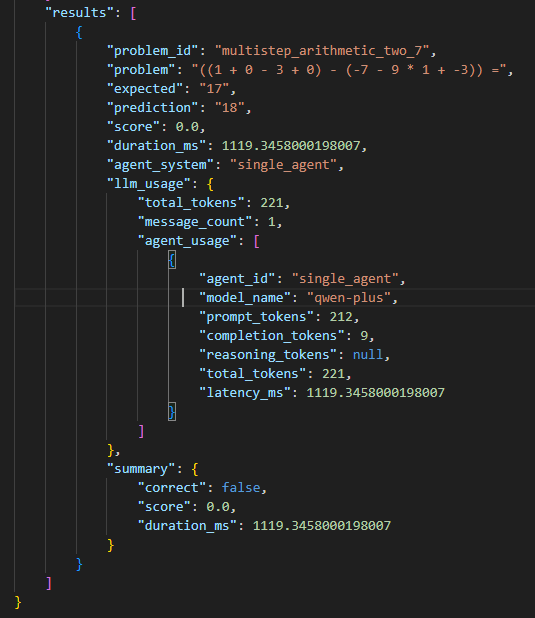 "results": [
{
"problem_id": "multistep_arithmetic_two_7",
"problem": "((1 + 0 - 3 + 0) - (-7 - 9 * 1 + -3)) =",
"expected": "17",
"prediction": "18",
"score": 0.0,
"duration_ms": 1119.3458000198007,
"agent_system": "single_agent",
"llm_usage": {
"total_tokens": 221,
"message_count": 1,
"agent_usage": [
{
"agent_id": "single_agent",
"model_name": "qwen-plus",
"prompt_tokens": 212,
"completion_tokens": 9,
"reasoning_tokens": null,
"total_tokens": 221,
"latency_ms": 1119.3458000198007
}
]
},
"summary": {
"correct": false,
"score": 0.0,
"duration_ms": 1119.3458000198007
}
}
]
}